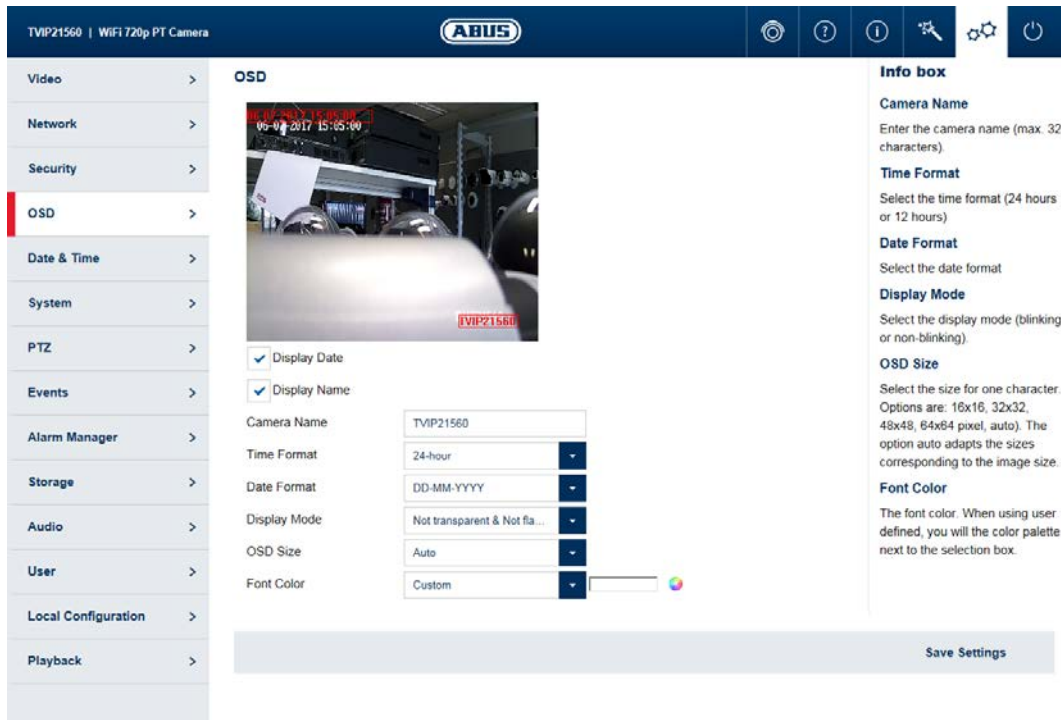 TVIP21560 | WiFi 720p PT Camera
ABUS
Video
Network
Security
OSD
Date & Time
System
PTZ
Events
Alarm Manager
Storage
Audio
User
Local Configuration
Playback
OSD
06-07-2017 15:05:00
06-07-2017 15:05:00
TVIP21560
Display Date
Display Name
Camera Name
TVIP21560
Time Format
24-hour
Date Format
DD-MM-YYYY
Display Mode
Not transparent & Not fla...
OSD Size
Auto
Font Color
Custom
Save Settings
Info box
Camera Name
Enter the camera name (max. 32
characters).
Time Format
Select the time format (24 hours
or 12 hours)
Date Format
Select the date format
Display Mode
Select the display mode (blinking
or non-blinking).
OSD Size
Select the size for one character.
Options are: 16x16, 32x32,
48x48, 64x64 pixel, auto). The
option auto adapts the sizes
corresponding to the image size.
Font Color
The font color. When using user
defined, you will the color palette
next to the selection box.